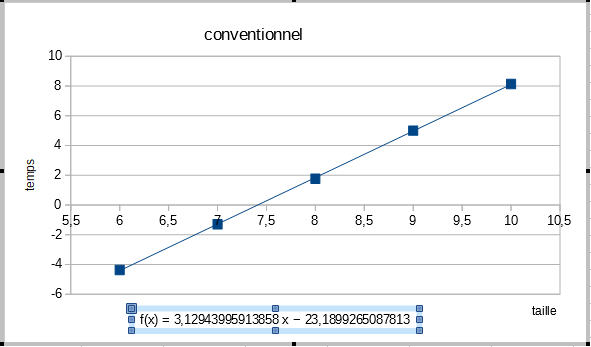 conventionnel
10
8
6
4
2
0
-2
-4
-6
temps
5,5 6 6,5 7 7,5 8 8,5 9 9,5 10 10,5
taille
f(x) = 3,12943995913858 x − 23,1899265087813